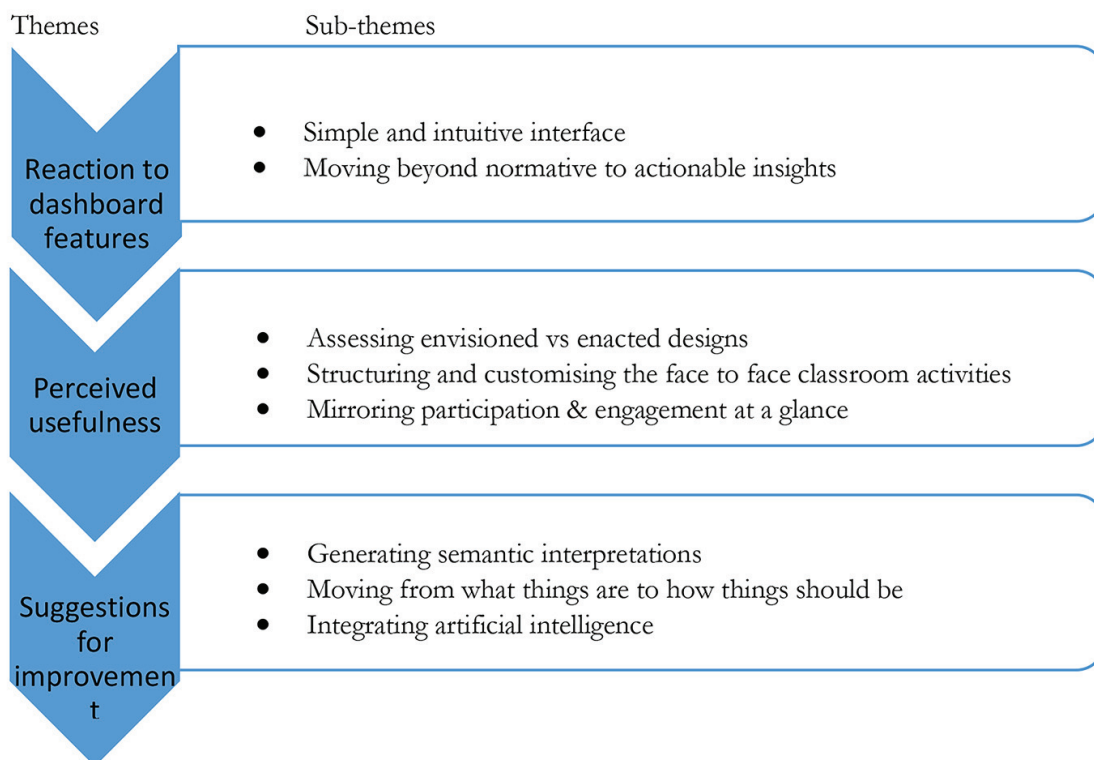 Themes
Sub-themes
Reaction to
dashboard
features
• Simple and intuitive interface
• Moving beyond normative to actionable insights
Perceived
usefulness
• Assessing envisioned vs enacted designs
• Structuring and customising the face to face classroom activities
• Mirroring participation & engagement at a glance
Suggestions
for
improvemen
t
• Generating semantic interpretations
• Moving from what things are to how things should be
• Integrating artificial intelligence